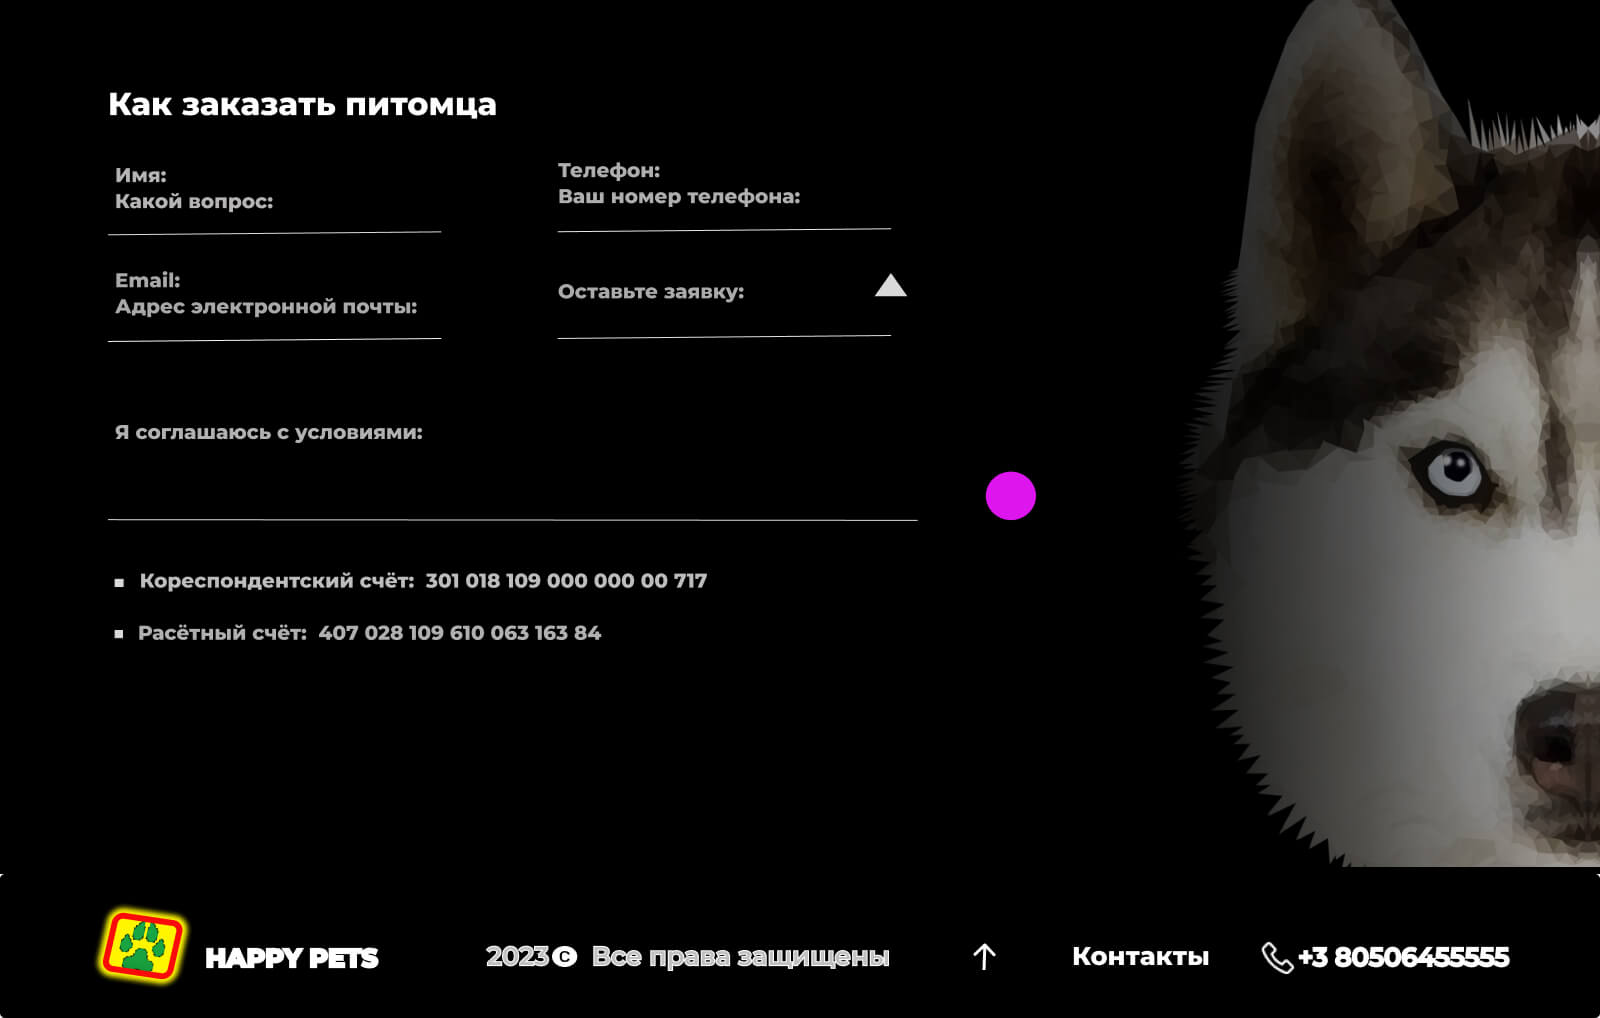 Как заказать питомца
Имя:
Какой вопрос:
Телефон:
Ваш номер телефона:
Email:
Адрес электронной почты:
Оставьте заявку:
Я соглашаюсь с условиями:
Кореспондентский счёт: 301 018 109 000 000 00 717
Расётный счёт: 407 028 109 610 063 163 84
HAPPY PETS
2023© Все права защищены
Контакты
+3 80506455555